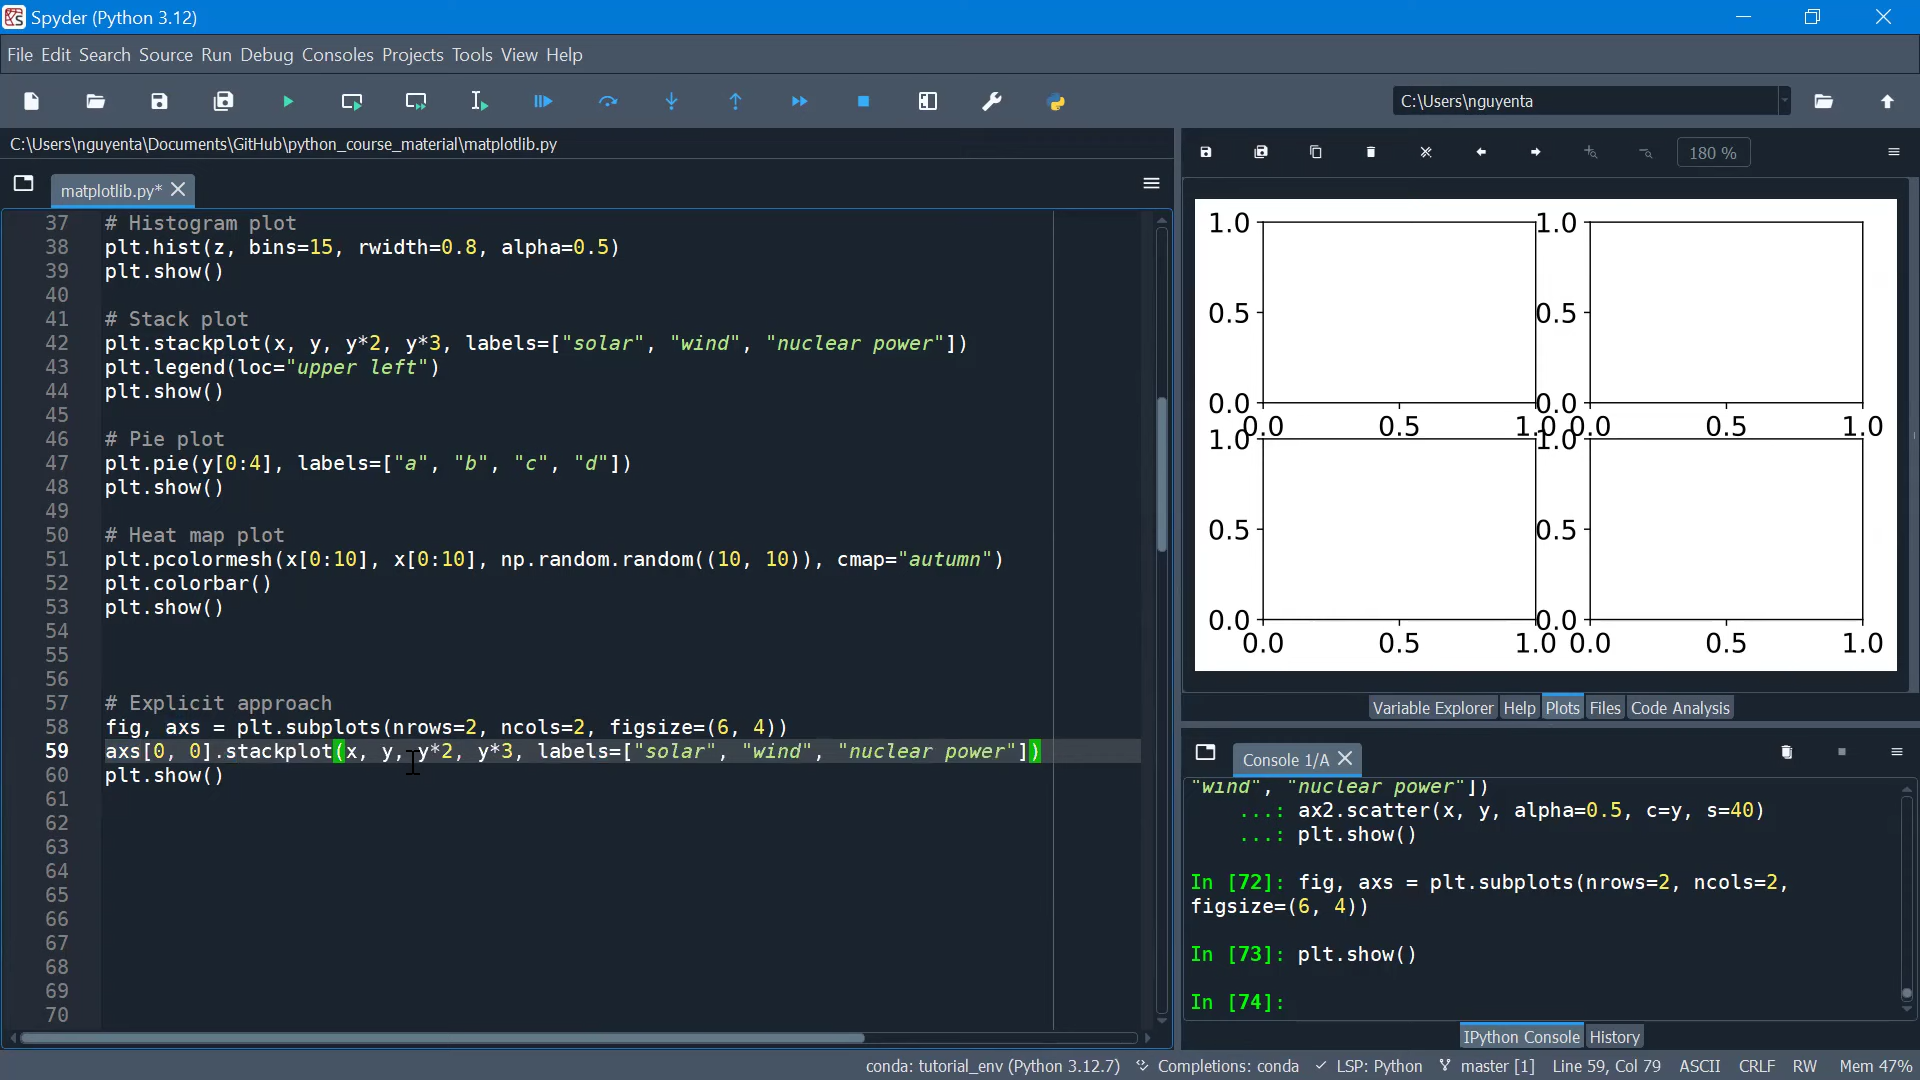 Spyder (Python 3.12)
File Edit Search Source Run Debug Consoles Projects Tools View Help
C:\Users\nguyenta
C:\Users\nguyenta\Documents\GitHub\python_course_material\matplotlib.py
matplotlib.py*
37 # Histogram plot
38 plt.hist(z, bins=15, rwidth=0.8, alpha=0.5)
39 plt.show()
40
41 # Stack plot
42 plt.stackplot(x, y, y*2, y*3, labels=["solar", "wind", "nuclear power"])
43 plt.legend(loc="upper left")
44 plt.show()
45
46 # Pie plot
47 plt.pie(y[0:4], labels=["a", "b", "c", "d"])
48 plt.show()
49
50 # Heat map plot
51 plt.pcolormesh(x[0:10], x[0:10], np.random.random((10, 10)), cmap="autumn")
52 plt.colorbar()
53 plt.show()
54
55
56
57 # Explicit approach
58 fig, axs = plt.subplots(nrows=2, ncols=2, figsize=(6, 4))
59 axs[0, 0].stackplot(x, y, y*2, y*3, labels=["solar", "wind", "nuclear power"])
60 plt.show()
61
62
63
64
65
66
67
68
69
70
180 %
1.0 1.0
0.5 0.5
0.0 0.0
0.0 0.5 1.0 0.0 0.5 1.0
1.0 1.0
0.5 0.5
0.0 0.0
0.0 0.5 1.0 0.0 0.5 1.0
Variable Explorer Help Plots Files Code Analysis
Console 1/A
"wind", "nuclear power"])
...: ax2.scatter(x, y, alpha=0.5, c=y, s=40)
...: plt.show()
In [72]: fig, axs = plt.subplots(nrows=2, ncols=2,
figsize=(6, 4))
In [73]: plt.show()
In [74]:
IPython Console History
conda: tutorial_env (Python 3.12.7) Completions: conda LSP: Python master [1] Line 59, Col 79 ASCII CRLF RW Mem 47%